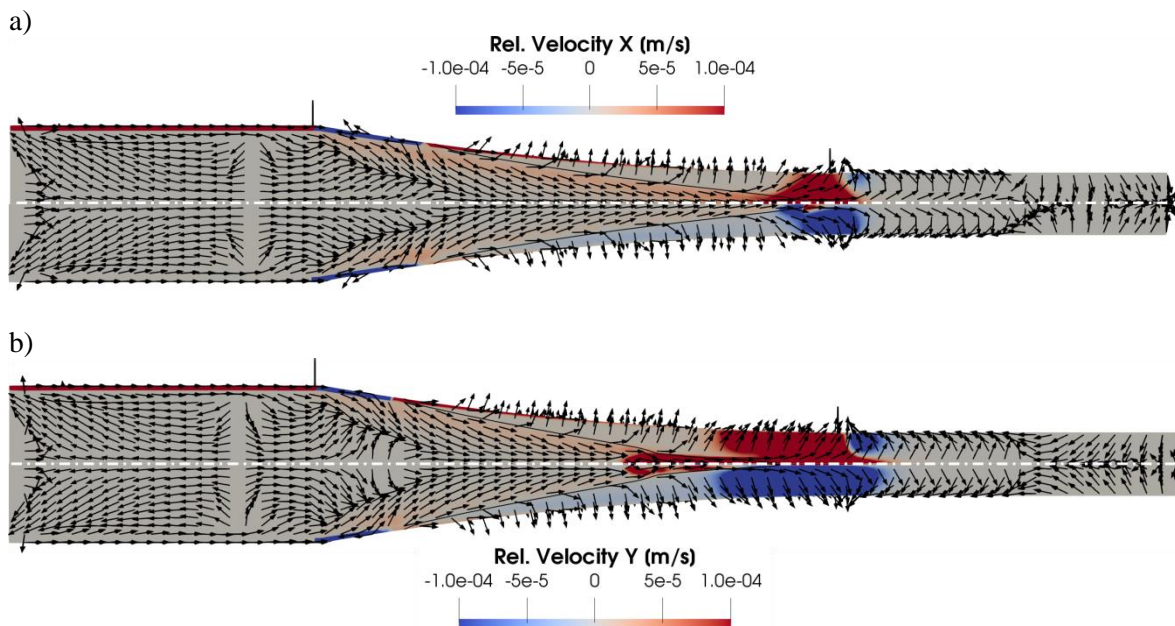 a)
Rel. Velocity X [m/s]
-1.0e-04 -5e-5 0 5e-5 1.0e-04
b)
Rel. Velocity Y [m/s]
-1.0e-04 -5e-5 0 5e-5 1.0e-04